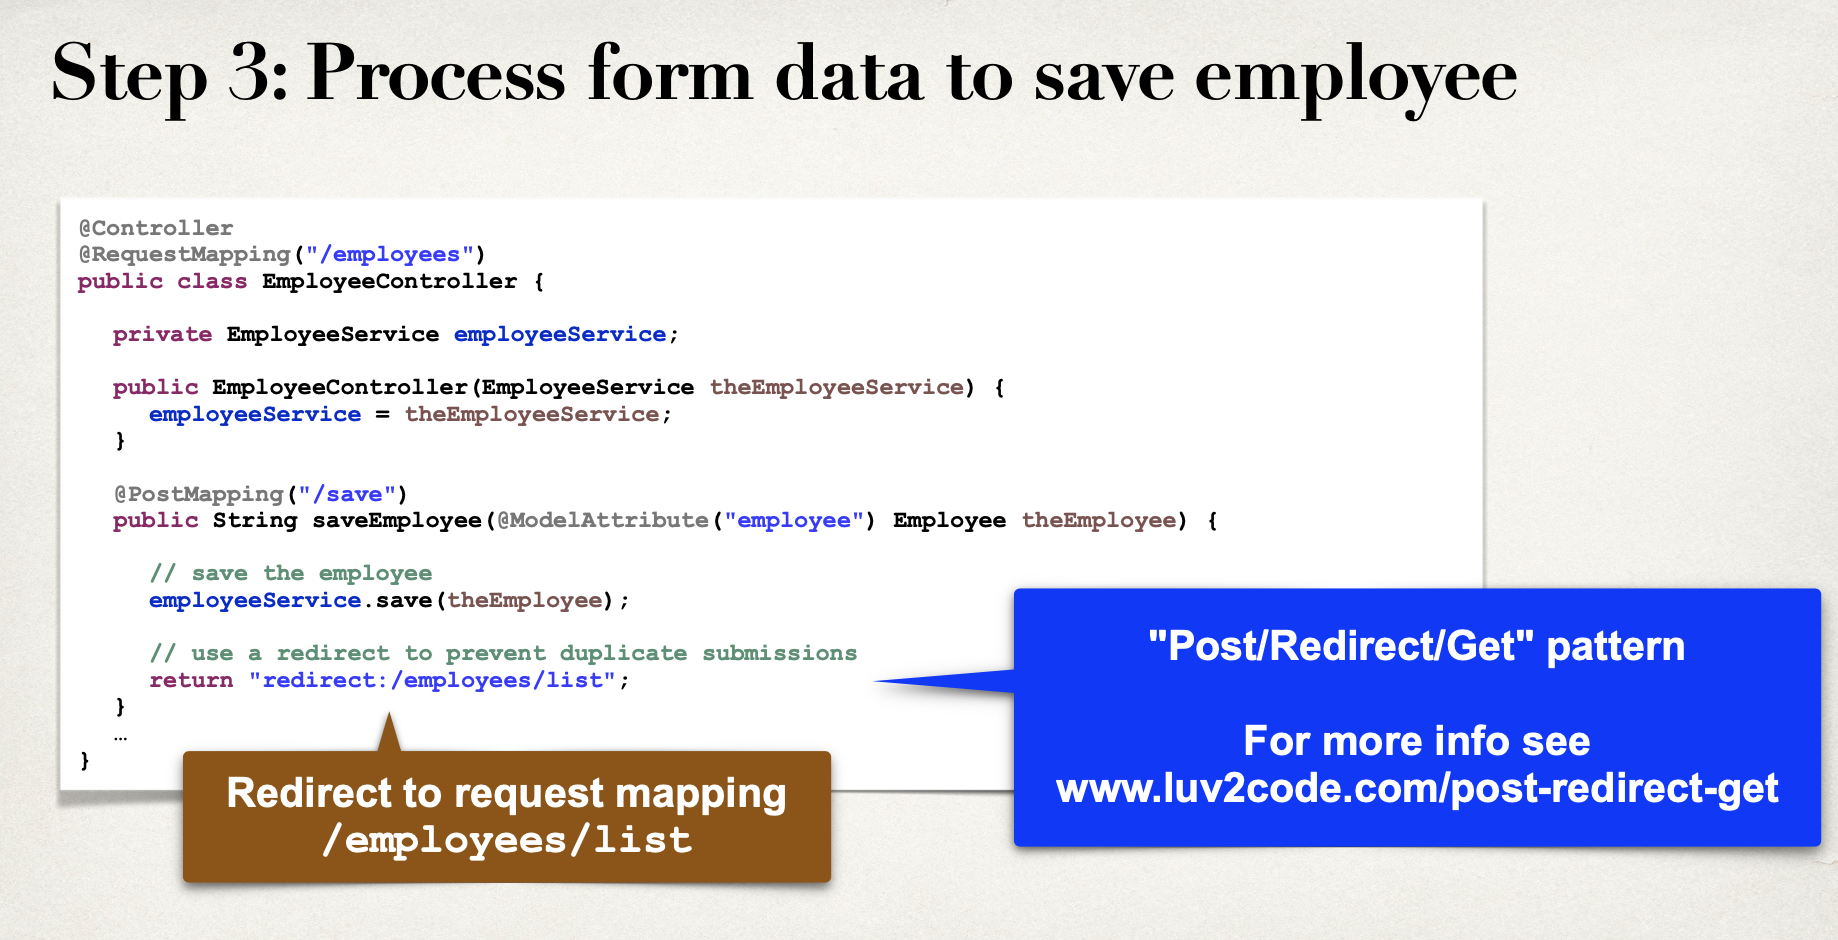 Step 3: Process form data to save employee
@Controller
@RequestMapping("/employees")
public class EmployeeController {
private EmployeeService employeeService;
public EmployeeController(EmployeeService theEmployeeService) {
employeeService = theEmployeeService;
}
@PostMapping("/save")
public String saveEmployee(@ModelAttribute("employee") Employee theEmployee) {
// save the employee
employeeService.save(theEmployee);
// use a redirect to prevent duplicate submissions
return "redirect:/employees/list";
}
…
}
Redirect to request mapping
/employees/list
"Post/Redirect/Get" pattern
For more info see
www.luv2code.com/post-redirect-get